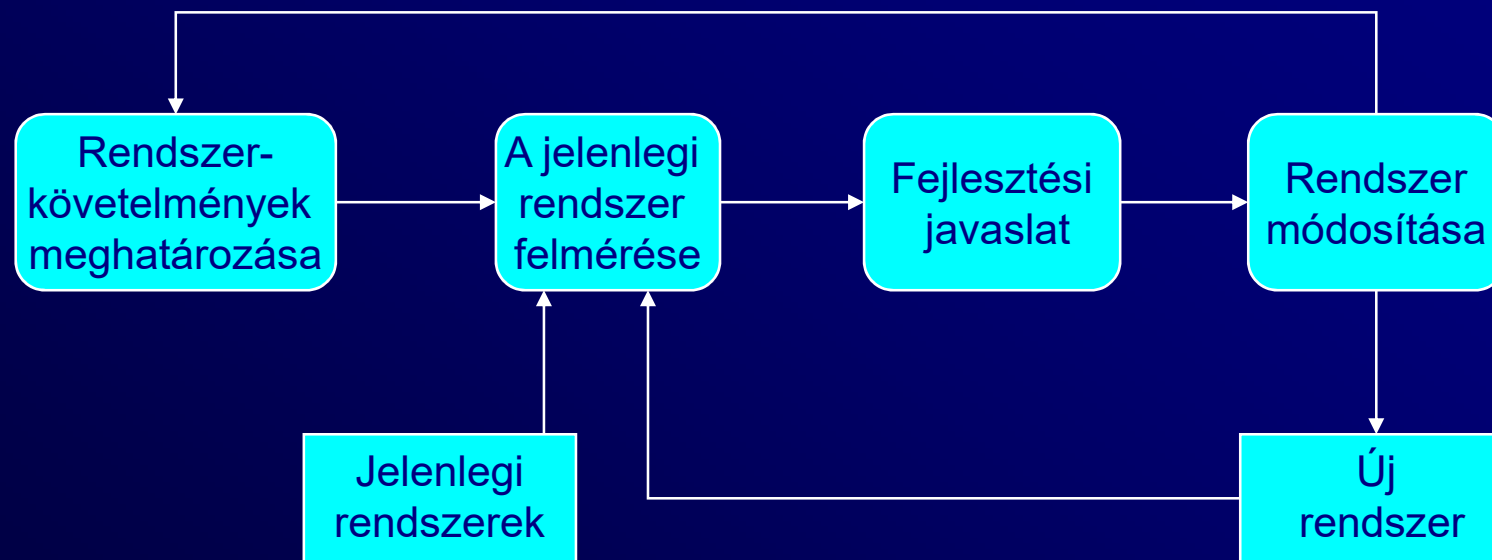 Rendszer-
követelmények
meghatározása
A jelenlegi
rendszer
felmérése
Fejlesztési
javaslat
Rendszer
módosítása
Jelenlegi
rendszerek
Új
rendszer